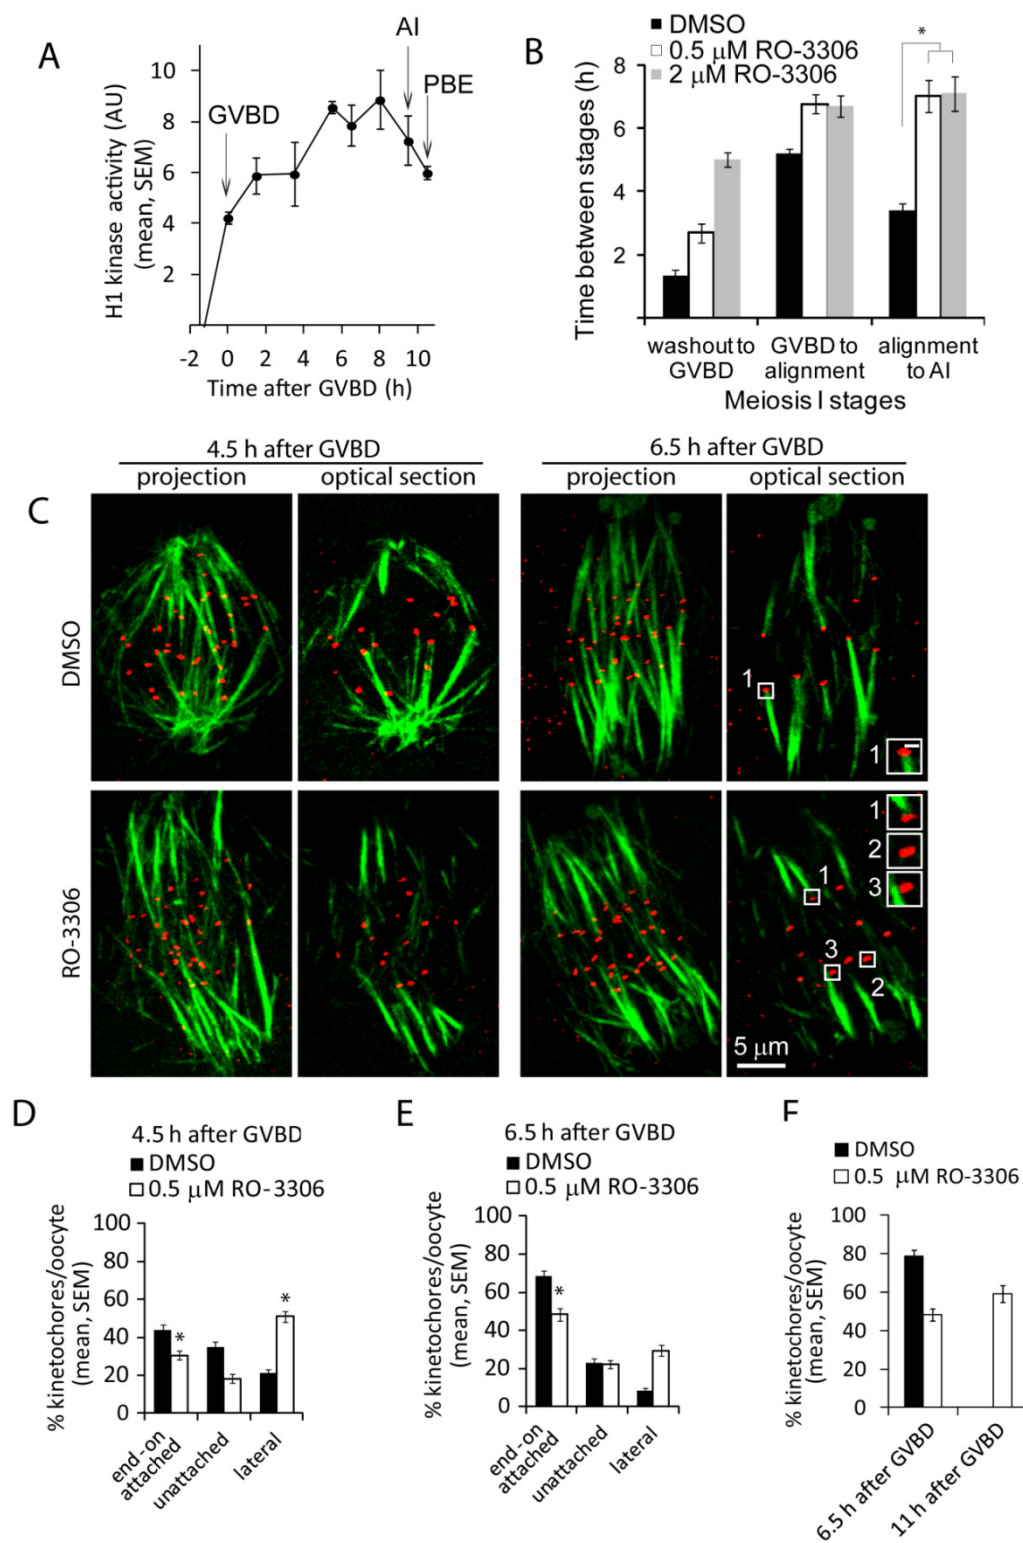 A
GVBD
AI
PBE
H1 kinase activity (AU)
(mean, SEM)
10
8
6
4
2
-2 0 2 4 6 8 10
Time after GVBD (h)
B
DMSO
0.5 μM RO-3306
2 μM RO-3306
*
Time between stages (h)
8
6
4
2
washout to GVBD
GVBD to alignment
alignment to AI
Meiosis I stages
4.5 h after GVBD
6.5 h after GVBD
projection
optical section
projection
optical section
C
DMSO
1
1
RO-3306
1
2
3
1
3
2
5 μm
D
4.5 h after GVBD
DMSO
0.5 μM RO-3306
% kinetochores/oocyte
(mean, SEM)
100
80
60
40
20
0
*
*
end-on attached
unattached
lateral
E
6.5 h after GVBD
DMSO
0.5 μM RO-3306
% kinetochores/oocyte
(mean, SEM)
100
80
60
40
20
0
*
end-on attached
unattached
lateral
F
DMSO
0.5 μM RO-3306
% kinetochores/oocyte
(mean, SEM)
100
80
60
40
20
0
6.5 h after GVBD
11 h after GVBD